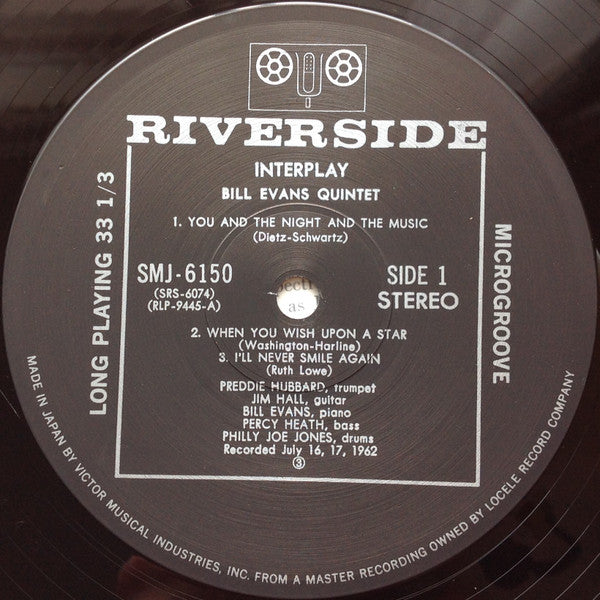 RIVERSIDE
INTERPLAY
BILL EVANS QUINTET
1. YOU AND THE NIGHT AND THE MUSIC
(Dietz-Schwartz)
SMJ-6150
(SRS-6074)
(RLP-9445-A)
SIDE 1
STEREO
as
2. WHEN YOU WISH UPON A STAR
(Washington-Harline)
3. I'LL NEVER SMILE AGAIN
(Ruth Lowe)
FREDDIE HUBBARD, trumpet
JIM HALL, guitar
BILL EVANS, piano
PERCY HEATH, bass
PHILLY JOE JONES, drums
Recorded July 16, 17, 1962
③
LONG PLAYING 33 1/3
MICROGROOVE
MADE IN JAPAN BY VICTOR MUSICAL INDUSTRIES, INC. FROM A MASTER RECORDING OWNED BY LOCELE RECORD COMPANY